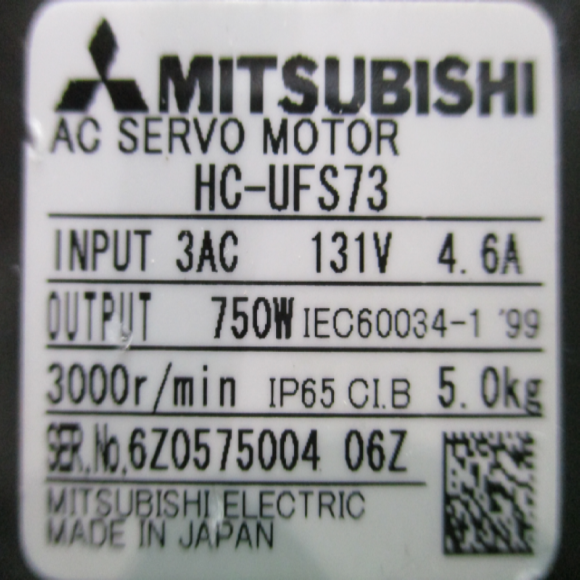 MITSUBISHI
AC SERVO MOTOR
HC-UFS73
INPUT 3AC 131V 4.6A
OUTPUT 750W IEC60034-1 '99
3000r/min IP65 CI.B 5.0kg
SER.No.6Z0575004 06Z
MITSUBISHI ELECTRIC
MADE IN JAPAN